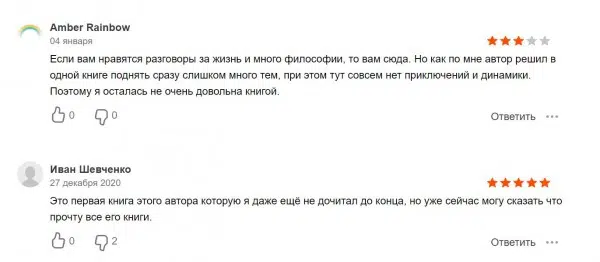 Amber Rainbow
04 января
Если вам нравятся разговоры за жизнь и много философии, то вам сюда. Но как по мне автор решил в
одной книге поднять сразу слишком много тем, при этом тут совсем нет приключений и динамики.
Поэтому я осталась не очень довольна книгой.
0 0 Ответить
Иван Шевченко
27 декабря 2020
Это первая книга этого автора которую я даже ещё не дочитал до конца, но уже сейчас могу сказать что
прочту все его книги.
0 2 Ответить